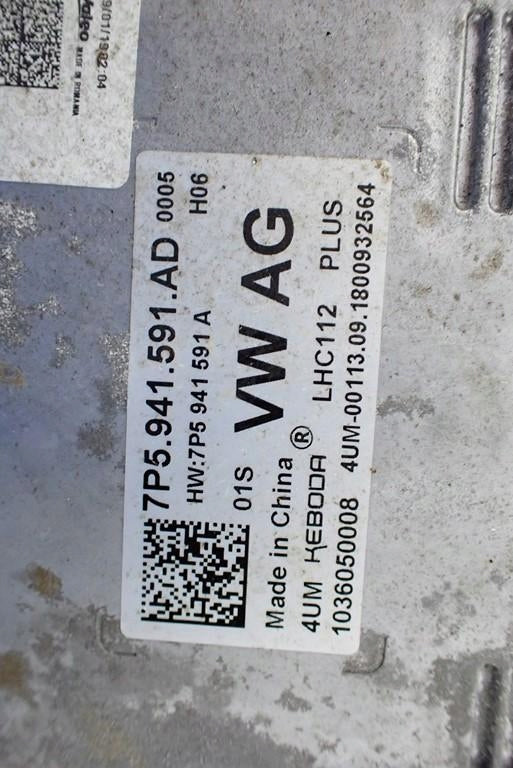 Valeo MADE IN ROMANIA
7P5.941.591.AD 0005
HW:7P5 941 591 A H06
01S VW AG
Made in China
4UM KEBODA ® LHC112 PLUS
1036050008 4UM-00113.09.1800932564